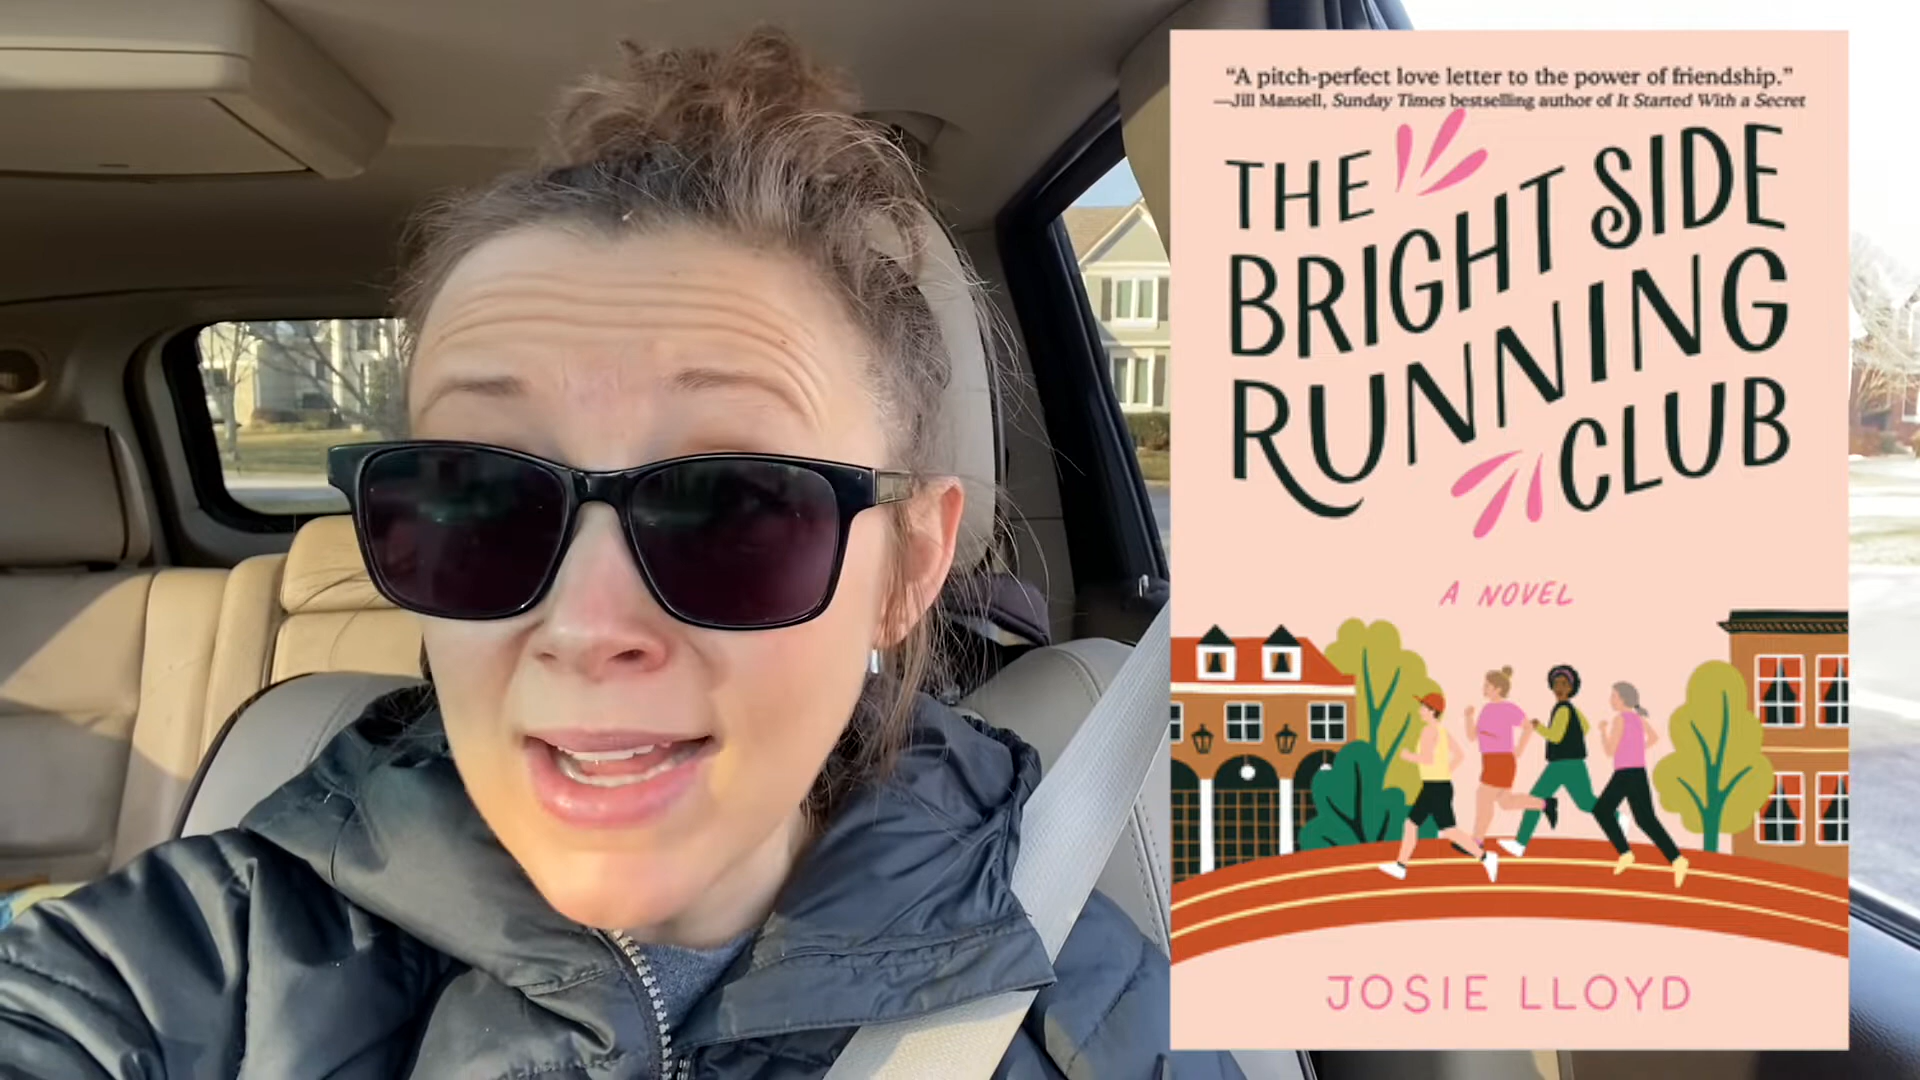 “A pitch-perfect love letter to the power of friendship.”
—Jill Mansell, Sunday Times bestselling author of It Started With a Secret
THE
BRIGHT SIDE
RUNNING
CLUB
A NOVEL
JOSIE LLOYD